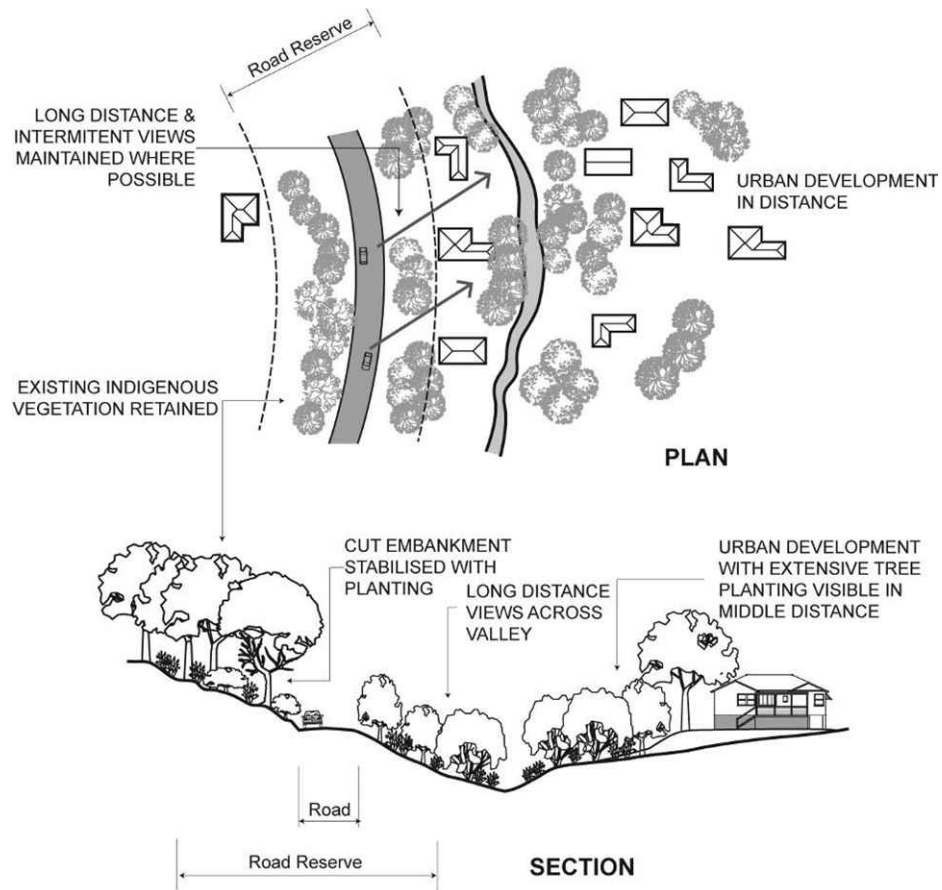 Road Reserve
LONG DISTANCE &
INTERMITENT VIEWS
MAINTAINED WHERE
POSSIBLE
URBAN DEVELOPMENT
IN DISTANCE
EXISTING INDIGENOUS
VEGETATION RETAINED
PLAN
CUT EMBANKMENT
STABILISED WITH
PLANTING
LONG DISTANCE
VIEWS ACROSS
VALLEY
URBAN DEVELOPMENT
WITH EXTENSIVE TREE
PLANTING VISIBLE IN
MIDDLE DISTANCE
Road
Road Reserve
SECTION